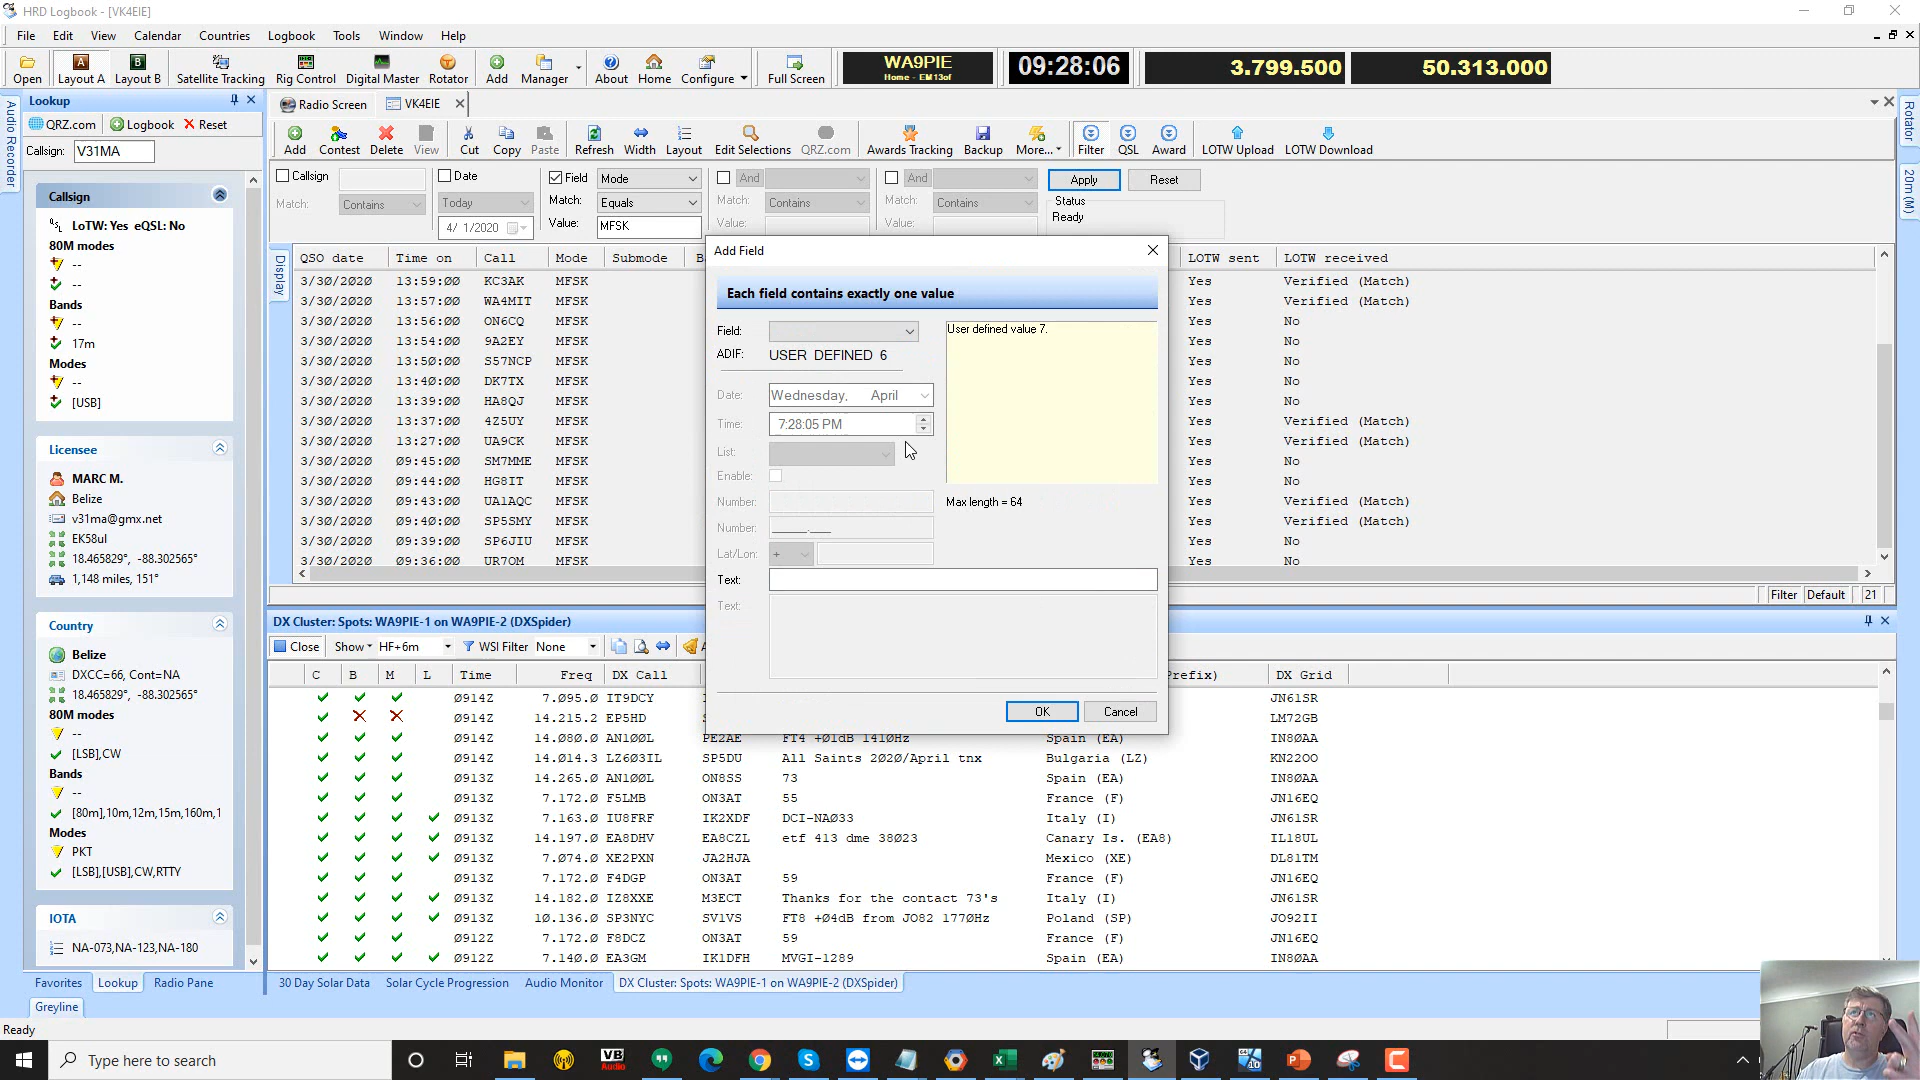 HRD Logbook - [VK4EIE]
File Edit View Calendar Countries Logbook Tools Window Help
Open Layout A Layout B Satellite Tracking Rig Control Digital Master Rotator Add Manager About Home Configure Full Screen
WA9PIE
Home - EM13of
09:28:06
3.799.500
50.313.000
Audio Recorder
Lookup
QRZ.com Logbook Reset
Callsign: V31MA
Callsign
LoTW: Yes eQSL: No
80M modes
--
--
Bands
--
17m
Modes
--
[USB]
Licensee
MARC M.
Belize
v31ma@gmx.net
EK58ul
18.465829°, -88.302565°
1,148 miles, 151°
Country
Belize
DXCC=66, Cont=NA
18.465829°, -88.302565°
80M modes
--
[LSB],CW
Bands
--
[80m],10m,12m,15m,160m,1
Modes
PKT
[LSB],[USB],CW,RTTY
IOTA
NA-073,NA-123,NA-180
Favorites Lookup Radio Pane
Greyline
Ready
Radio Screen VK4EIE
Add Contest Delete View Cut Copy Paste Refresh Width Layout Edit Selections QRZ.com Awards Tracking Backup More... Filter QSL Award LOTW Upload LOTW Download
Callsign Date Field Mode And And Apply Reset
Match: Contains Today Match: Equals Match: Contains Match: Contains Status
4/ 1/2020 Value: MFSK Value: Value: Ready
Display
QSO date Time on Call Mode Submode LOTW sent LOTW received
3/30/2020 13:59:00 KC3AK MFSK Yes Verified (Match)
3/30/2020 13:57:00 WA4MIT MFSK Yes Verified (Match)
3/30/2020 13:56:00 ON6CQ MFSK Yes No
3/30/2020 13:54:00 9A2EY MFSK Yes No
3/30/2020 13:50:00 S57NCP MFSK Yes No
3/30/2020 13:40:00 DK7TX MFSK Yes No
3/30/2020 13:39:00 HA8QJ MFSK Yes No
3/30/2020 13:37:00 4Z5UY MFSK Yes Verified (Match)
3/30/2020 13:27:00 UA9CK MFSK Yes Verified (Match)
3/30/2020 09:45:00 SM7MME MFSK Yes No
3/30/2020 09:44:00 HG8IT MFSK Yes No
3/30/2020 09:43:00 UA1AQC MFSK Yes Verified (Match)
3/30/2020 09:42:00 SP5SMY MFSK Yes Verified (Match)
3/30/2020 09:39:00 SP6JIU MFSK Yes No
3/30/2020 09:36:00 UR7OM MFSK Yes No
Filter Default 21
Add Field
Each field contains exactly one value
Field:
ADIF: USER DEFINED 6
User defined value 7.
Date: Wednesday, April
Time: 7:28:05 PM
List:
Enable:
Number:
Max length = 64
Number:
Lat/Lon: +
Text:
Text:
OK Cancel
DX Cluster: Spots: WA9PIE-1 on WA9PIE-2 (DXSpider)
Close Show HF+6m WSI Filter None
C B M L Time Freq DX Call Prefix) DX Grid
0914Z 7.095.0 IT9DCY JN61SR
0914Z 14.215.2 EP5HD LM72GB
0914Z 14.080.0 AN100L PE2AE FT4 +01dB 1410Hz Spain (EA) IN80AA
0914Z 14.014.3 LZ603IL SP5DU All Saints 2020/April tnx Bulgaria (LZ) KN22OO
0913Z 14.265.0 AN100L ON8SS 73 Spain (EA) IN80AA
0913Z 7.172.0 F5LMB ON3AT 55 France (F) JN16EQ
0913Z 7.163.0 IU8FRF IK2XDF DCI-NA033 Italy (I) JN61SR
0913Z 14.197.0 EA8DHV EA8CZL etf 413 dme 38023 Canary Is. (EA8) IL18UL
0913Z 7.074.0 XE2PXN JA2HJA Mexico (XE) DL81TM
0913Z 7.172.0 F4DGP ON3AT 59 France (F) JN16EQ
0913Z 14.182.0 IZ8XXE M3ECT Thanks for the contact 73's Italy (I) JN61SR
0913Z 10.136.0 SP3NYC SV1VS FT8 +04dB from JO82 1770Hz Poland (SP) JO92II
0912Z 7.172.0 F8DCZ ON3AT 59 France (F) JN16EQ
0912Z 7.140.0 EA3GM IK1DFH MVGI-1289 Spain (EA) IN80AA
30 Day Solar Data Solar Cycle Progression Audio Monitor DX Cluster: Spots: WA9PIE-1 on WA9PIE-2 (DXSpider)
Rotator
20m (M)
Type here to search